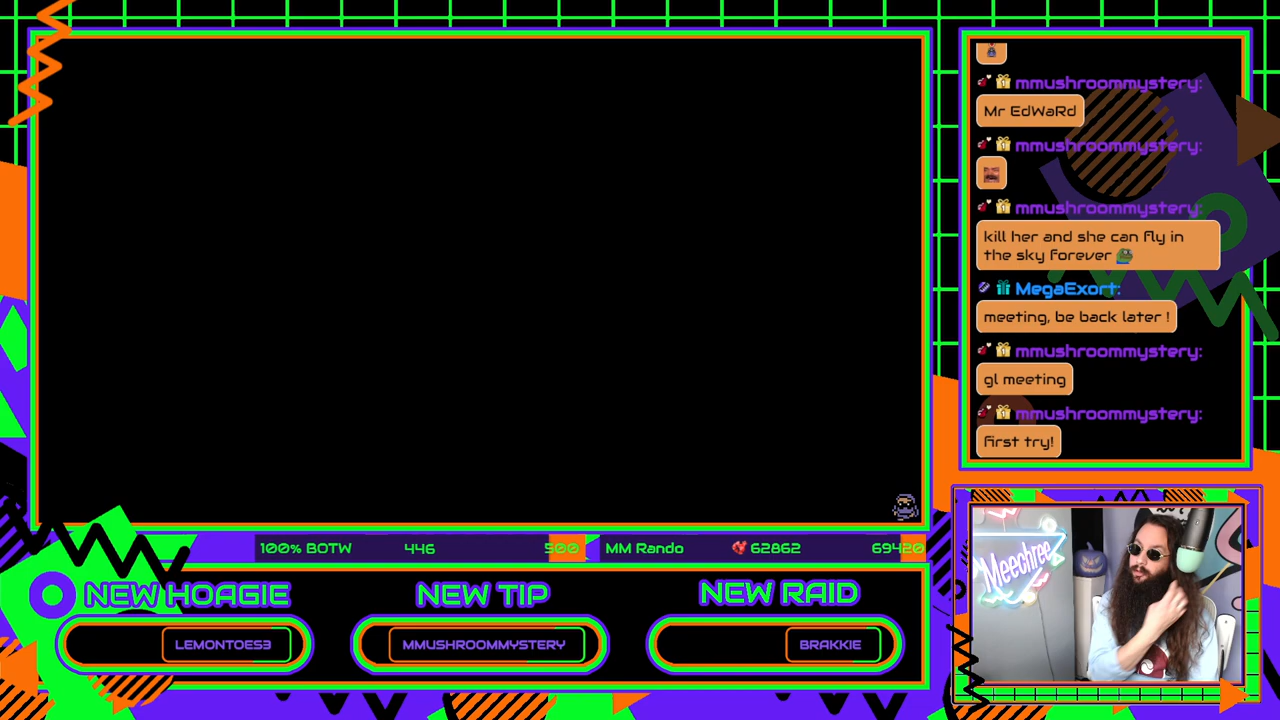 mmushroommystery:
Mr EdWaRd
mmushroommystery:
mmushroommystery:
kill her and she can fly in
the sky forever
MegaExort:
meeting, be back later !
mmushroommystery:
gl meeting
mmushroommystery:
first try!
100% BOTW 446 500
MM Rando 62862 69420
NEW HOAGIE
NEW TIP
NEW RAID
LEMONTOES3
MMUSHROOMMYSTERY
BRAKKIE
Meechree